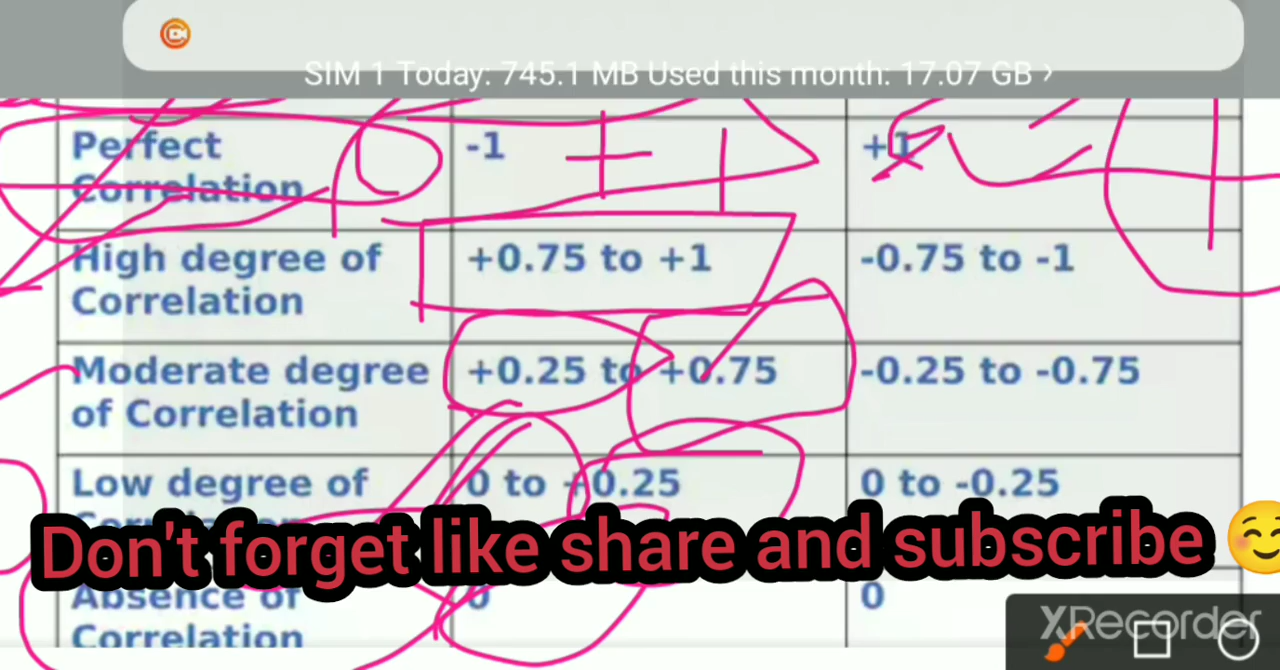 SIM 1 Today: 745.1 MB Used this month: 17.07 GB
Perfect Correlation -1 +1
High degree of Correlation +0.75 to +1 -0.75 to -1
Moderate degree of Correlation +0.25 to +0.75 -0.25 to -0.75
Low degree of 0 to +0.25 0 to -0.25
Don't forget like share and subscribe
Absence of Correlation 0 0
XRecorder